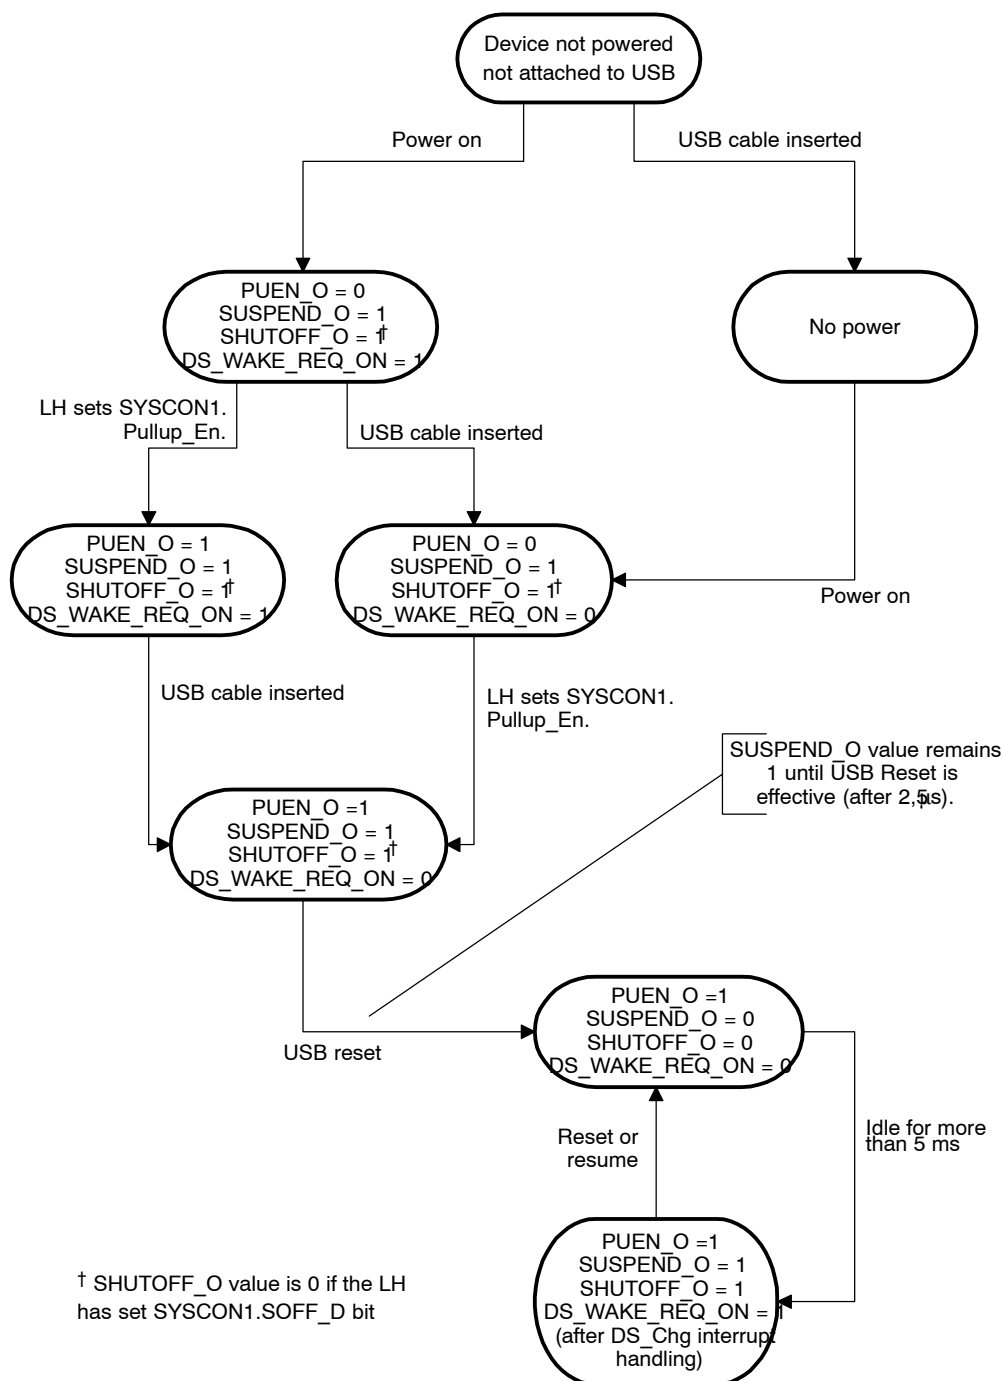 Device not powered
not attached to USB
Power on
USB cable inserted
PUEN_O = 0
SUSPEND_O = 1
SHUTOFF_O = 1†
DS_WAKE_REQ_ON = 1
No power
LH sets SYSCON1.
Pullup_En.
USB cable inserted
PUEN_O = 1
SUSPEND_O = 1
SHUTOFF_O = 1†
DS_WAKE_REQ_ON = 1
PUEN_O = 0
SUSPEND_O = 1
SHUTOFF_O = 1†
DS_WAKE_REQ_ON = 0
Power on
USB cable inserted
LH sets SYSCON1.
Pullup_En.
SUSPEND_O value remains
1 until USB Reset is
effective (after 2,5µs).
PUEN_O =1
SUSPEND_O = 1
SHUTOFF_O = 1†
DS_WAKE_REQ_ON = 0
USB reset
PUEN_O =1
SUSPEND_O = 0
SHUTOFF_O = 0
DS_WAKE_REQ_ON = 0
Idle for more
than 5 ms
Reset or
resume
PUEN_O =1
SUSPEND_O = 1
SHUTOFF_O = 1
DS_WAKE_REQ_ON = 1
(after DS_Chg interrupt
handling)
† SHUTOFF_O value is 0 if the LH
has set SYSCON1.SOFF_D bit